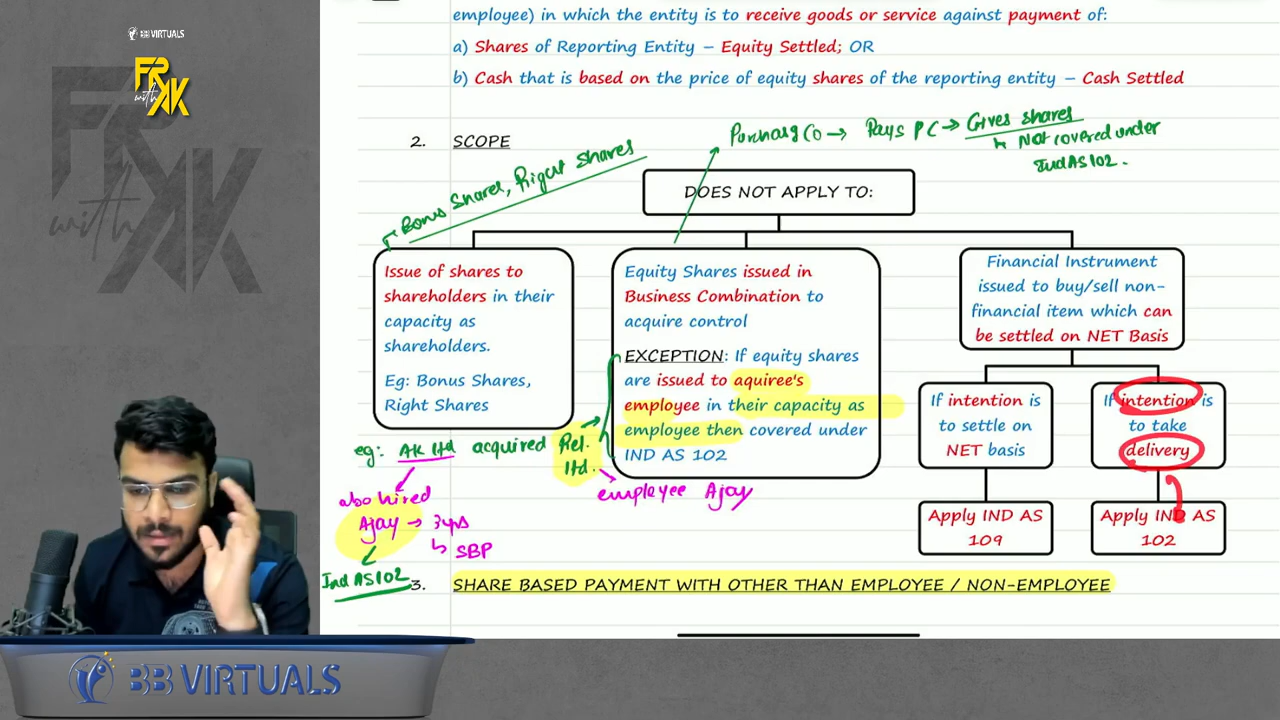 BB VIRTUALS
FR
with
AK
FR
with
AK
employee) in which the entity is to receive goods or service against payment of:
a) Shares of Reporting Entity – Equity Settled; OR
b) Cash that is based on the price of equity shares of the reporting entity – Cash Settled
2. SCOPE
Purchasg Co → Pays PC → Gives shares
↳ Not covered under
Ind AS 102.
Bonus Shares, Right Shares
DOES NOT APPLY TO:
Issue of shares to
shareholders in their
capacity as
shareholders.
Eg: Bonus Shares,
Right Shares
Equity Shares issued in
Business Combination to
acquire control
EXCEPTION: If equity shares
are issued to aquiree's
employee in their capacity as
employee then covered under
IND AS 102
Financial Instrument
issued to buy/sell non-
financial item which can
be settled on NET Basis
If intention is
to settle on
NET basis
If intention is
to take
delivery
Apply IND AS
109
Apply IND AS
102
eg: AK ltd acquired Rel.
ltd.
employee Ajay
also hired
Ajay → 3yrs
↳ SBP
Ind AS 102
3. SHARE BASED PAYMENT WITH OTHER THAN EMPLOYEE / NON-EMPLOYEE
BB VIRTUALS